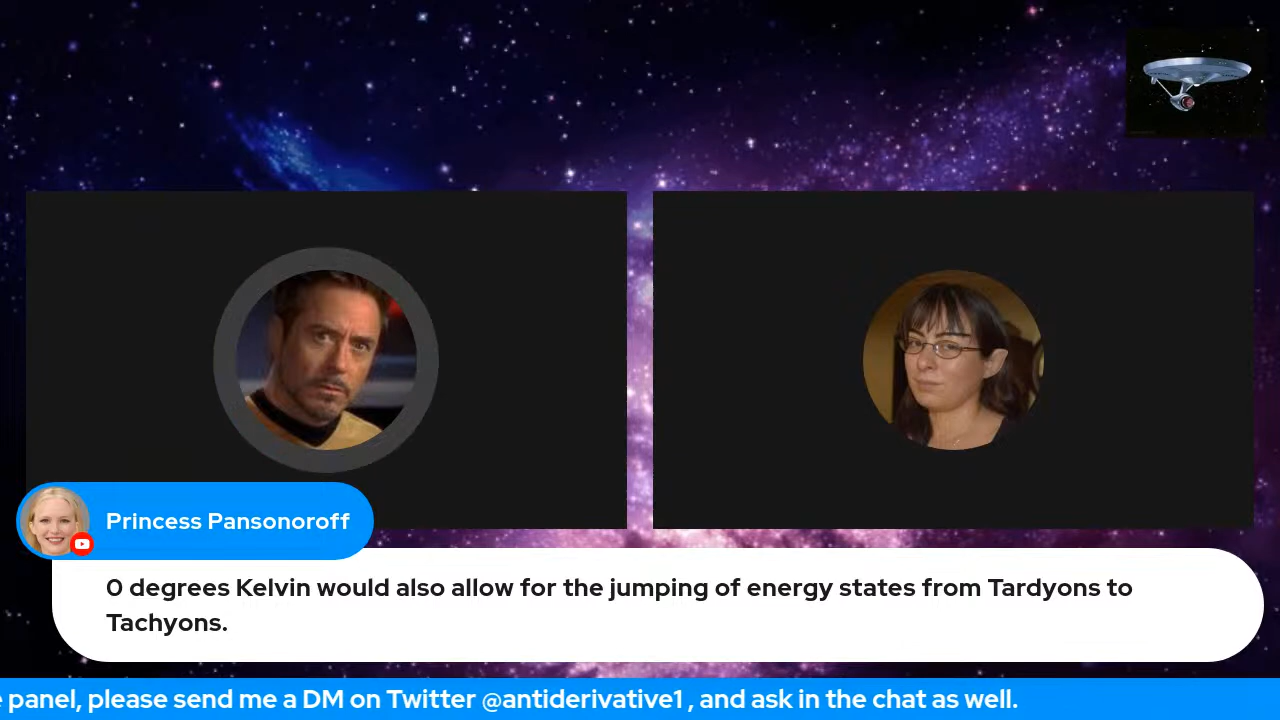 Princess Pansonoroff
0 degrees Kelvin would also allow for the jumping of energy states from Tardyons to
Tachyons.
panel, please send me a DM on Twitter @antiderivative1 , and ask in the chat as well.